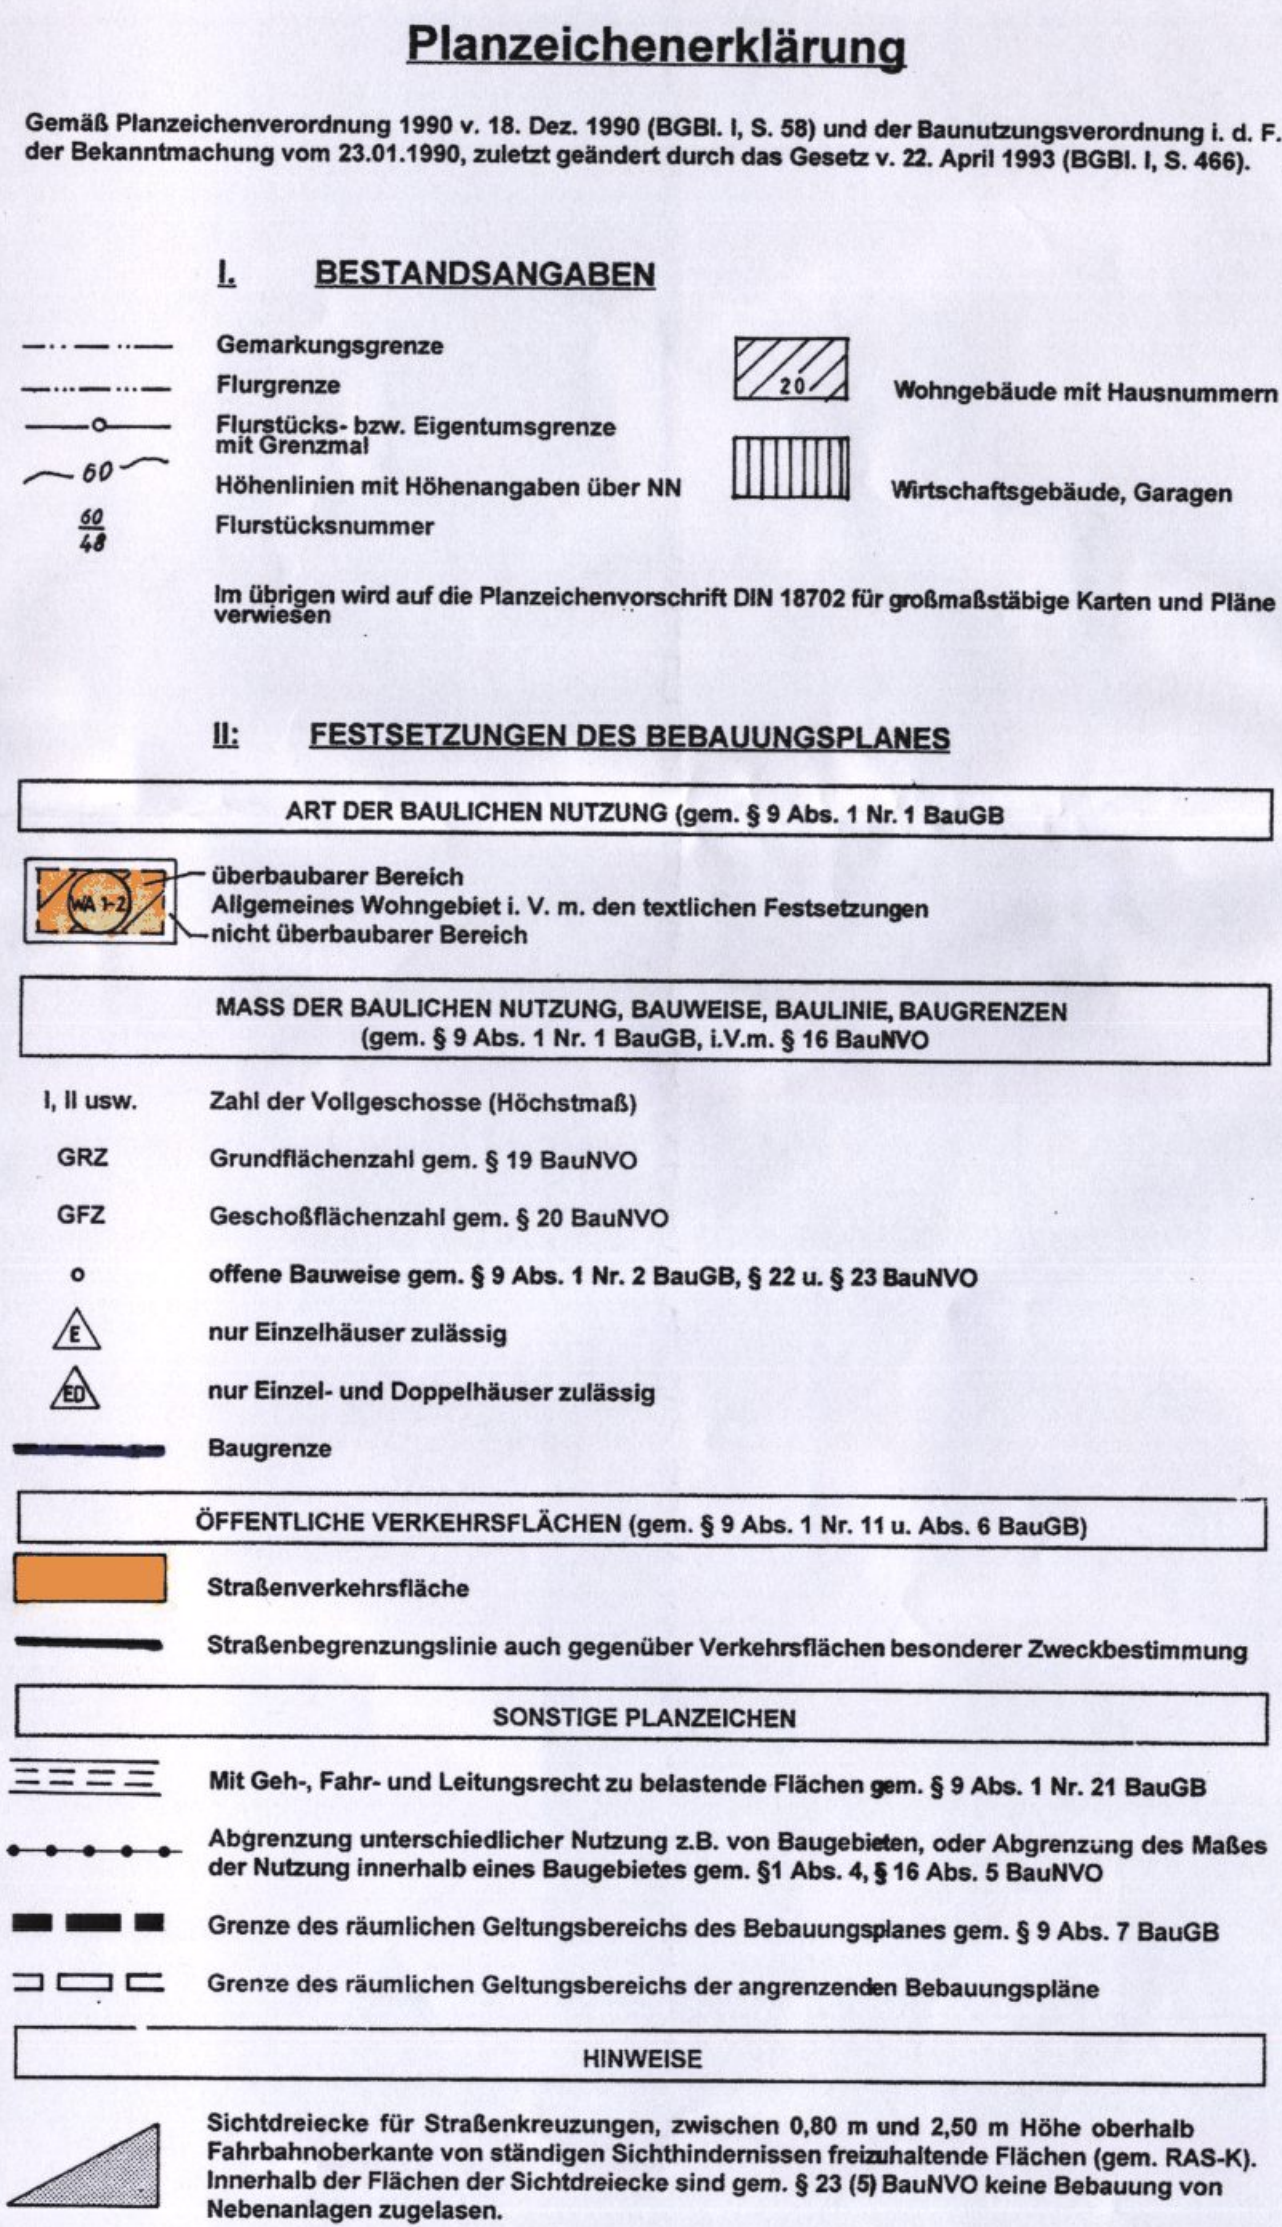 Planzeichenerklärung
Gemäß Planzeichenverordnung 1990 v. 18. Dez. 1990 (BGBl. I, S. 58) und der Baunutzungsverordnung i. d. F.
der Bekanntmachung vom 23.01.1990, zuletzt geändert durch das Gesetz v. 22. April 1993 (BGBl. I, S. 466).
I. BESTANDSANGABEN
Gemarkungsgrenze
Flurgrenze
Flurstücks- bzw. Eigentumsgrenze
mit Grenzmal
60
Höhenlinien mit Höhenangaben über NN
60
48
Flurstücksnummer
20
Wohngebäude mit Hausnummern
Wirtschaftsgebäude, Garagen
Im übrigen wird auf die Planzeichenvorschrift DIN 18702 für großmaßstäbige Karten und Pläne
verwiesen
II: FESTSETZUNGEN DES BEBAUUNGSPLANES
ART DER BAULICHEN NUTZUNG (gem. § 9 Abs. 1 Nr. 1 BauGB
WA 1-2
überbaubarer Bereich
Allgemeines Wohngebiet i. V. m. den textlichen Festsetzungen
nicht überbaubarer Bereich
MASS DER BAULICHEN NUTZUNG, BAUWEISE, BAULINIE, BAUGRENZEN
(gem. § 9 Abs. 1 Nr. 1 BauGB, i.V.m. § 16 BauNVO
I, II usw. Zahl der Vollgeschosse (Höchstmaß)
GRZ Grundflächenzahl gem. § 19 BauNVO
GFZ Geschoßflächenzahl gem. § 20 BauNVO
o offene Bauweise gem. § 9 Abs. 1 Nr. 2 BauGB, § 22 u. § 23 BauNVO
E nur Einzelhäuser zulässig
ED nur Einzel- und Doppelhäuser zulässig
Baugrenze
ÖFFENTLICHE VERKEHRSFLÄCHEN (gem. § 9 Abs. 1 Nr. 11 u. Abs. 6 BauGB)
Straßenverkehrsfläche
Straßenbegrenzungslinie auch gegenüber Verkehrsflächen besonderer Zweckbestimmung
SONSTIGE PLANZEICHEN
Mit Geh-, Fahr- und Leitungsrecht zu belastende Flächen gem. § 9 Abs. 1 Nr. 21 BauGB
Abgrenzung unterschiedlicher Nutzung z.B. von Baugebieten, oder Abgrenzung des Maßes
der Nutzung innerhalb eines Baugebietes gem. §1 Abs. 4, § 16 Abs. 5 BauNVO
Grenze des räumlichen Geltungsbereichs des Bebauungsplanes gem. § 9 Abs. 7 BauGB
Grenze des räumlichen Geltungsbereichs der angrenzenden Bebauungspläne
HINWEISE
Sichtdreiecke für Straßenkreuzungen, zwischen 0,80 m und 2,50 m Höhe oberhalb
Fahrbahnoberkante von ständigen Sichthindernissen freizuhaltende Flächen (gem. RAS-K).
Innerhalb der Flächen der Sichtdreiecke sind gem. § 23 (5) BauNVO keine Bebauung von
Nebenanlagen zugelasen.